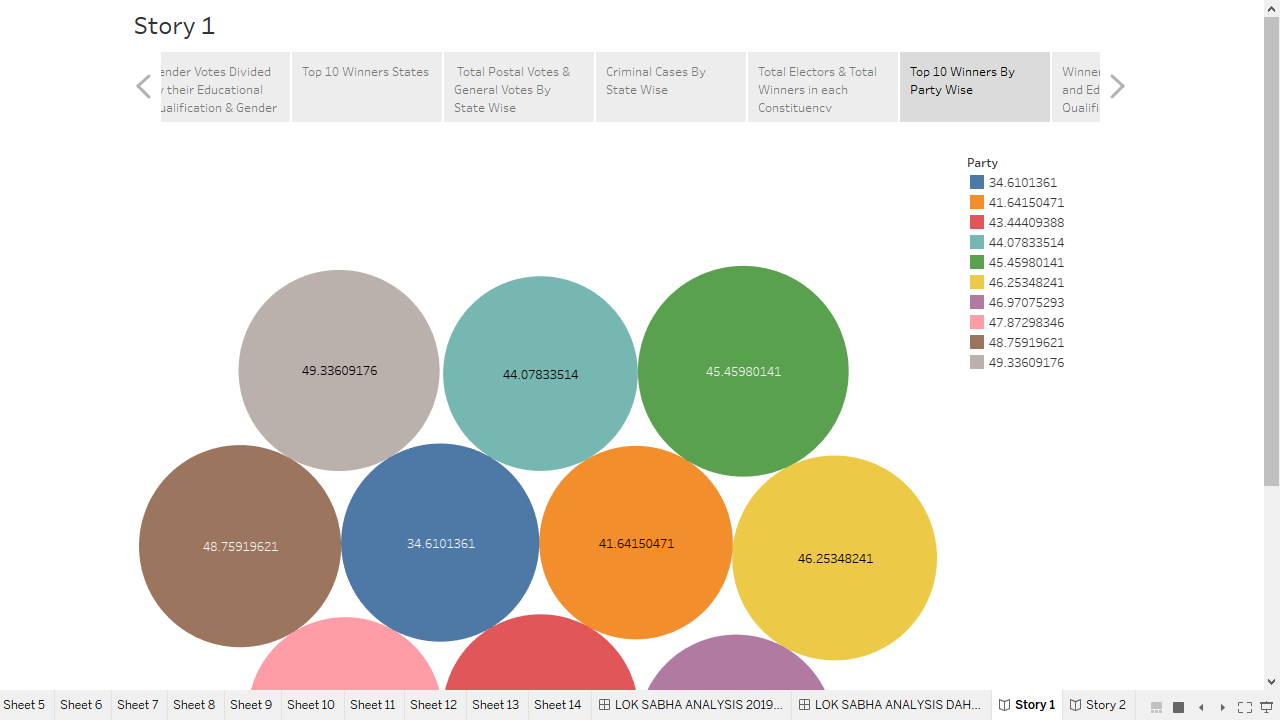 Story 1
ender Votes Divided
y their Educational
ualification & Gender
Top 10 Winners States
Total Postal Votes &
General Votes By
State Wise
Criminal Cases By
State Wise
Total Electors & Total
Winners in each
Constituency
Top 10 Winners By
Party Wise
Winner
and Ed
Qualifi
Party
34.6101361
41.64150471
43.44409388
44.07833514
45.45980141
46.25348241
46.97075293
47.87298346
48.75919621
49.33609176
49.33609176
44.07833514
45.45980141
48.75919621
34.6101361
41.64150471
46.25348241
Sheet 5
Sheet 6
Sheet 7
Sheet 8
Sheet 9
Sheet 10
Sheet 11
Sheet 12
Sheet 13
Sheet 14
LOK SABHA ANALYSIS 2019...
LOK SABHA ANALYSIS DAH...
Story 1
Story 2